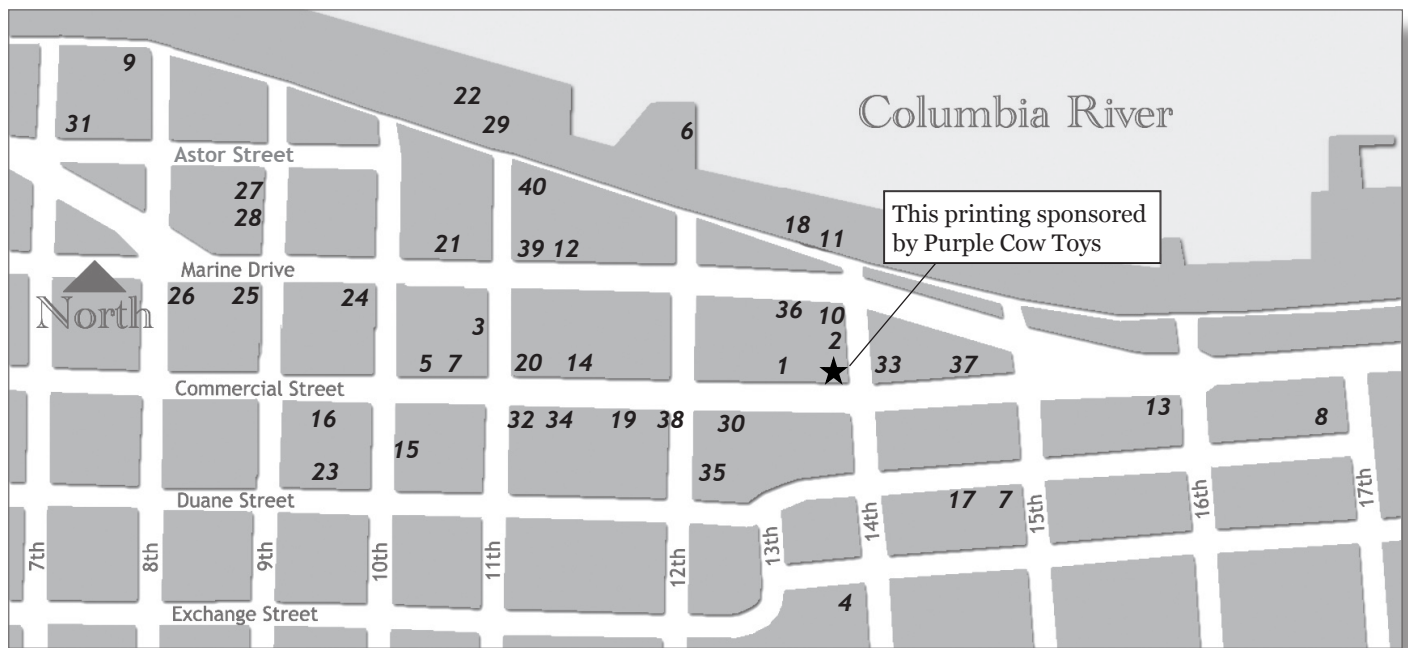 9
22
31
29
6
Columbia River
Astor Street
27
40
28
This printing sponsored
by Purple Cow Toys
18
11
21
39 12
Marine Drive
26
25
24
North
3
36
10
2
5 7
20
14
1
33
37
Commercial Street
16
32 34
19
38
30
13
8
15
23
35
Duane Street
17 7
7th
8th
9th
10th
11th
12th
13th
14th
15th
16th
17th
4
Exchange Street